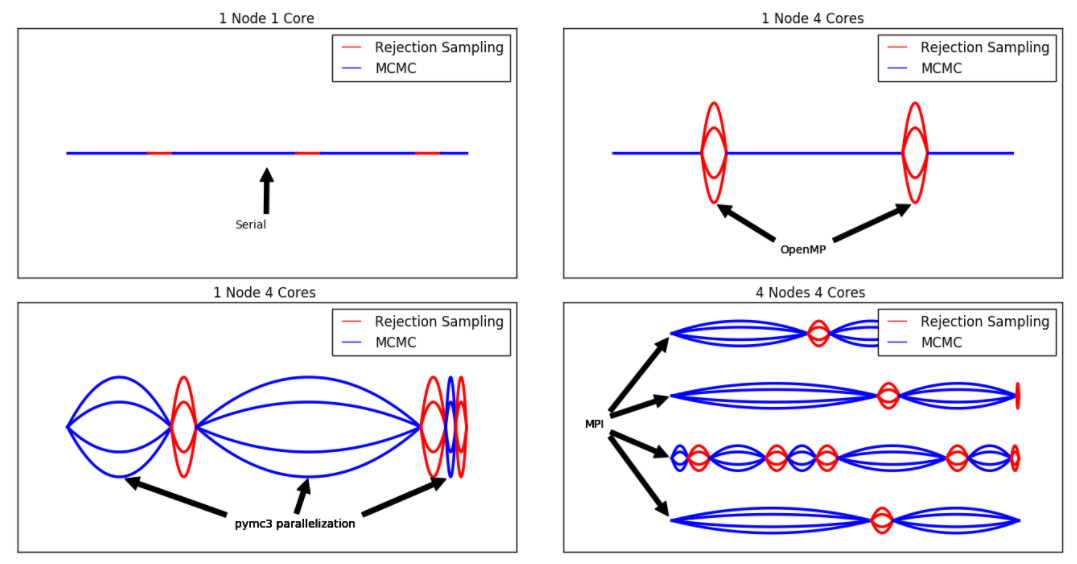 1 Node 1 Core
Rejection Sampling
MCMC
Serial
1 Node 4 Cores
Rejection Sampling
MCMC
OpenMP
1 Node 4 Cores
Rejection Sampling
MCMC
pymc3 parallelization
4 Nodes 4 Cores
Rejection Sampling
MCMC
MPI